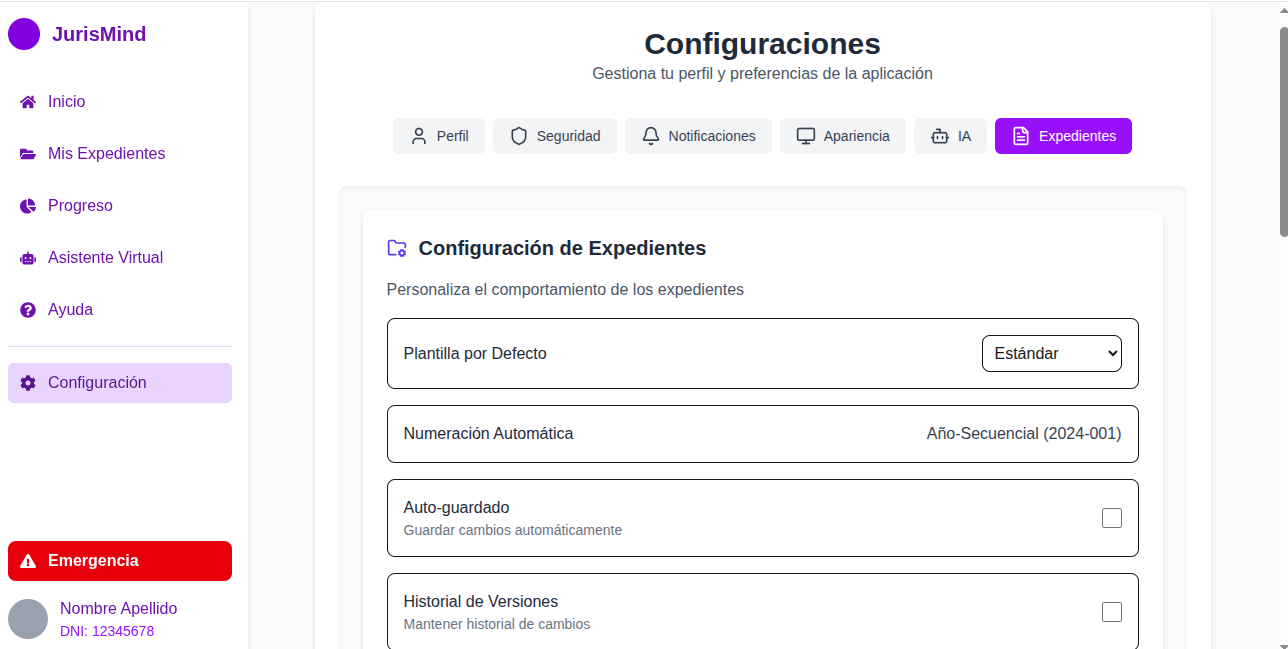 JurisMind
Inicio
Mis Expedientes
Progreso
Asistente Virtual
Ayuda
Configuración
Emergencia
Nombre Apellido
DNI: 12345678
Configuraciones
Gestiona tu perfil y preferencias de la aplicación
Perfil
Seguridad
Notificaciones
Apariencia
IA
Expedientes
Configuración de Expedientes
Personaliza el comportamiento de los expedientes
Plantilla por Defecto
Estándar
Numeración Automática
Año-Secuencial (2024-001)
Auto-guardado
Guardar cambios automáticamente
Historial de Versiones
Mantener historial de cambios